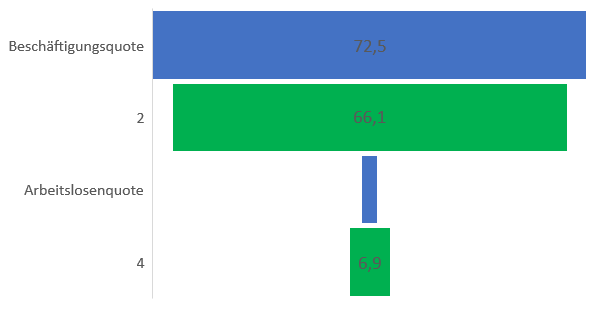 Beschäftigungsquote
72,5
2
66,1
Arbeitslosenquote
4
6,9